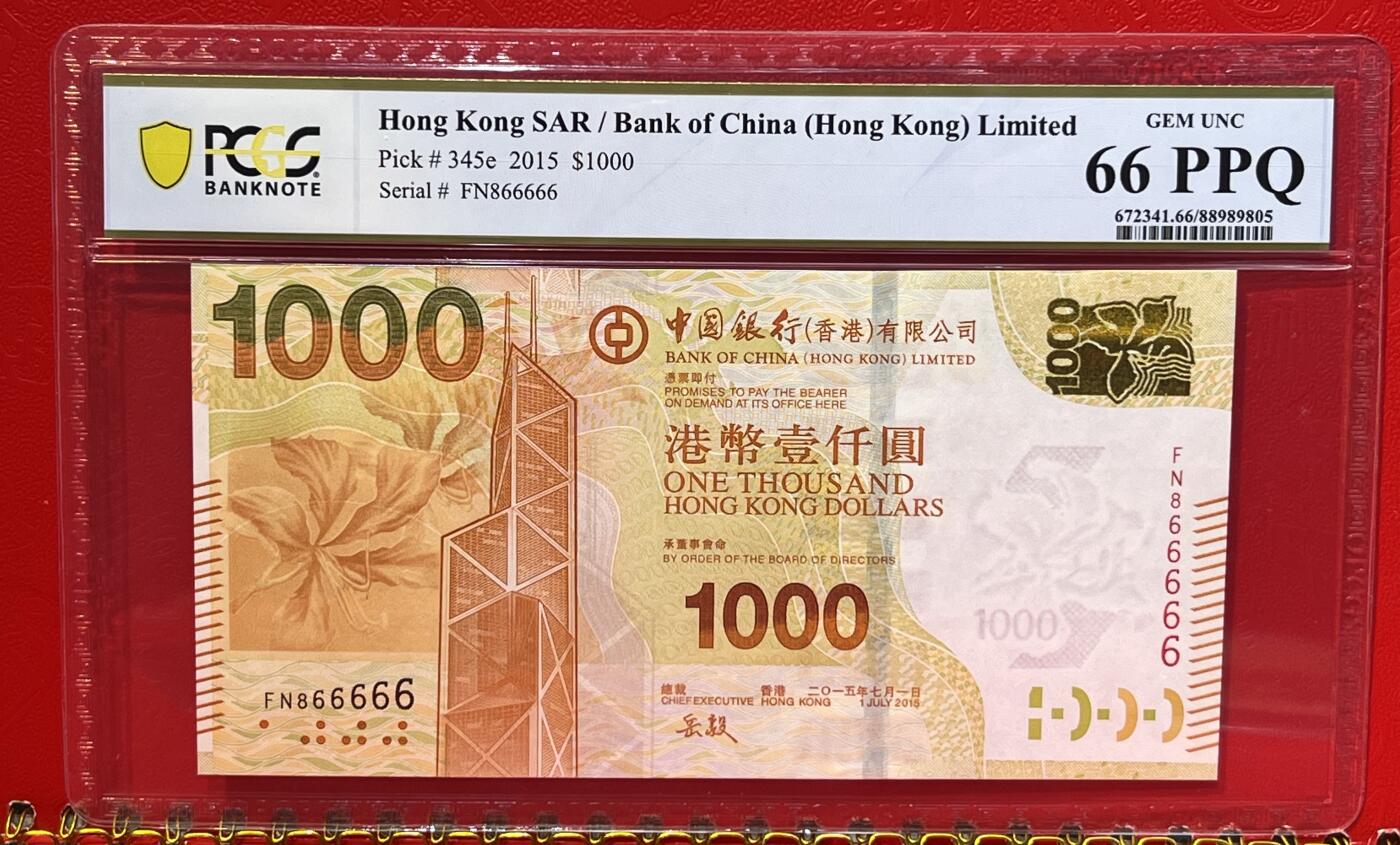 PCGS
BANKNOTE
Hong Kong SAR / Bank of China (Hong Kong) Limited
Pick # 345e 2015 $1000
Serial # FN866666
GEM UNC
66 PPQ
672341.66/88989805
1000
中國銀行(香港)有限公司
BANK OF CHINA (HONG KONG) LIMITED
憑票即付
PROMISES TO PAY THE BEARER
ON DEMAND AT ITS OFFICE HERE
港幣壹仟圓
ONE THOUSAND
HONG KONG DOLLARS
承董事會命
BY ORDER OF THE BOARD OF DIRECTORS
1000
總裁 香港 二〇一五年七月一日
CHIEF EXECUTIVE HONG KONG 1 JULY 2015
岳毅
FN866666
1000
FN866666
1000